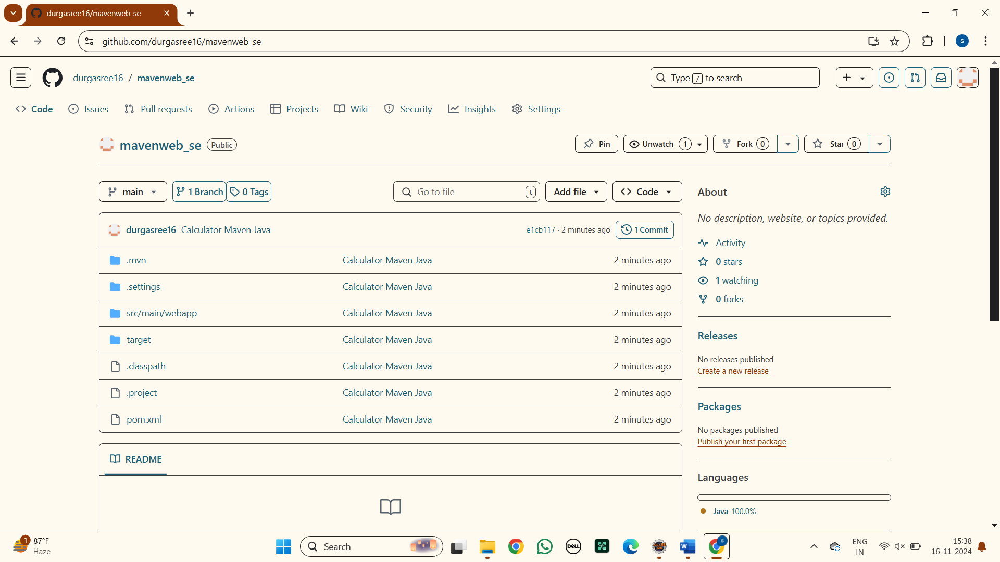 durgasree16/mavenweb_se
github.com/durgasree16/mavenweb_se
S
durgasree16 / mavenweb_se
Type / to search
Code Issues Pull requests Actions Projects Wiki Security Insights Settings
mavenweb_se Public
Pin Unwatch 1 Fork 0 Star 0
main 1 Branch 0 Tags Go to file t Add file Code
About
No description, website, or topics provided.
durgasree16 Calculator Maven Java e1cb117 · 2 minutes ago 1 Commit
.mvn Calculator Maven Java 2 minutes ago
.settings Calculator Maven Java 2 minutes ago
src/main/webapp Calculator Maven Java 2 minutes ago
target Calculator Maven Java 2 minutes ago
.classpath Calculator Maven Java 2 minutes ago
.project Calculator Maven Java 2 minutes ago
pom.xml Calculator Maven Java 2 minutes ago
README
Activity
0 stars
1 watching
0 forks
Releases
No releases published
Create a new release
Packages
No packages published
Publish your first package
Languages
Java 100.0%
1
87°F
Haze
Search
DELL
IDE
W
S
ENG
IN
15:38
16-11-2024